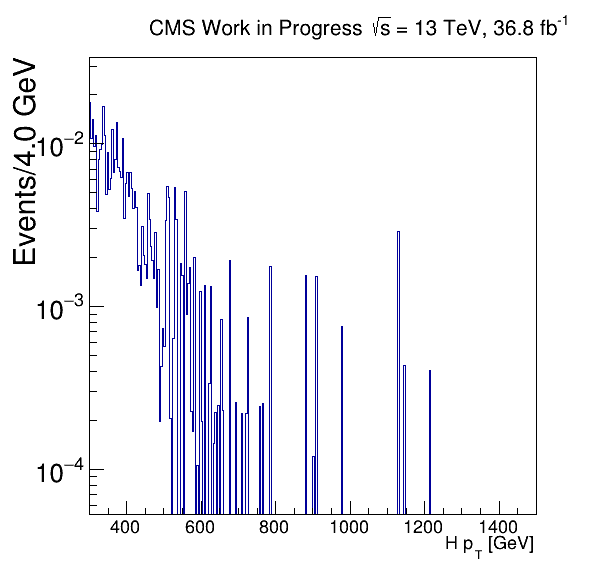 CMS Work in Progress √s = 13 TeV, 36.8 fb⁻¹
Events/4.0 GeV
10⁻²
10⁻³
10⁻⁴
400 600 800 1000 1200 1400
H p_T [GeV]